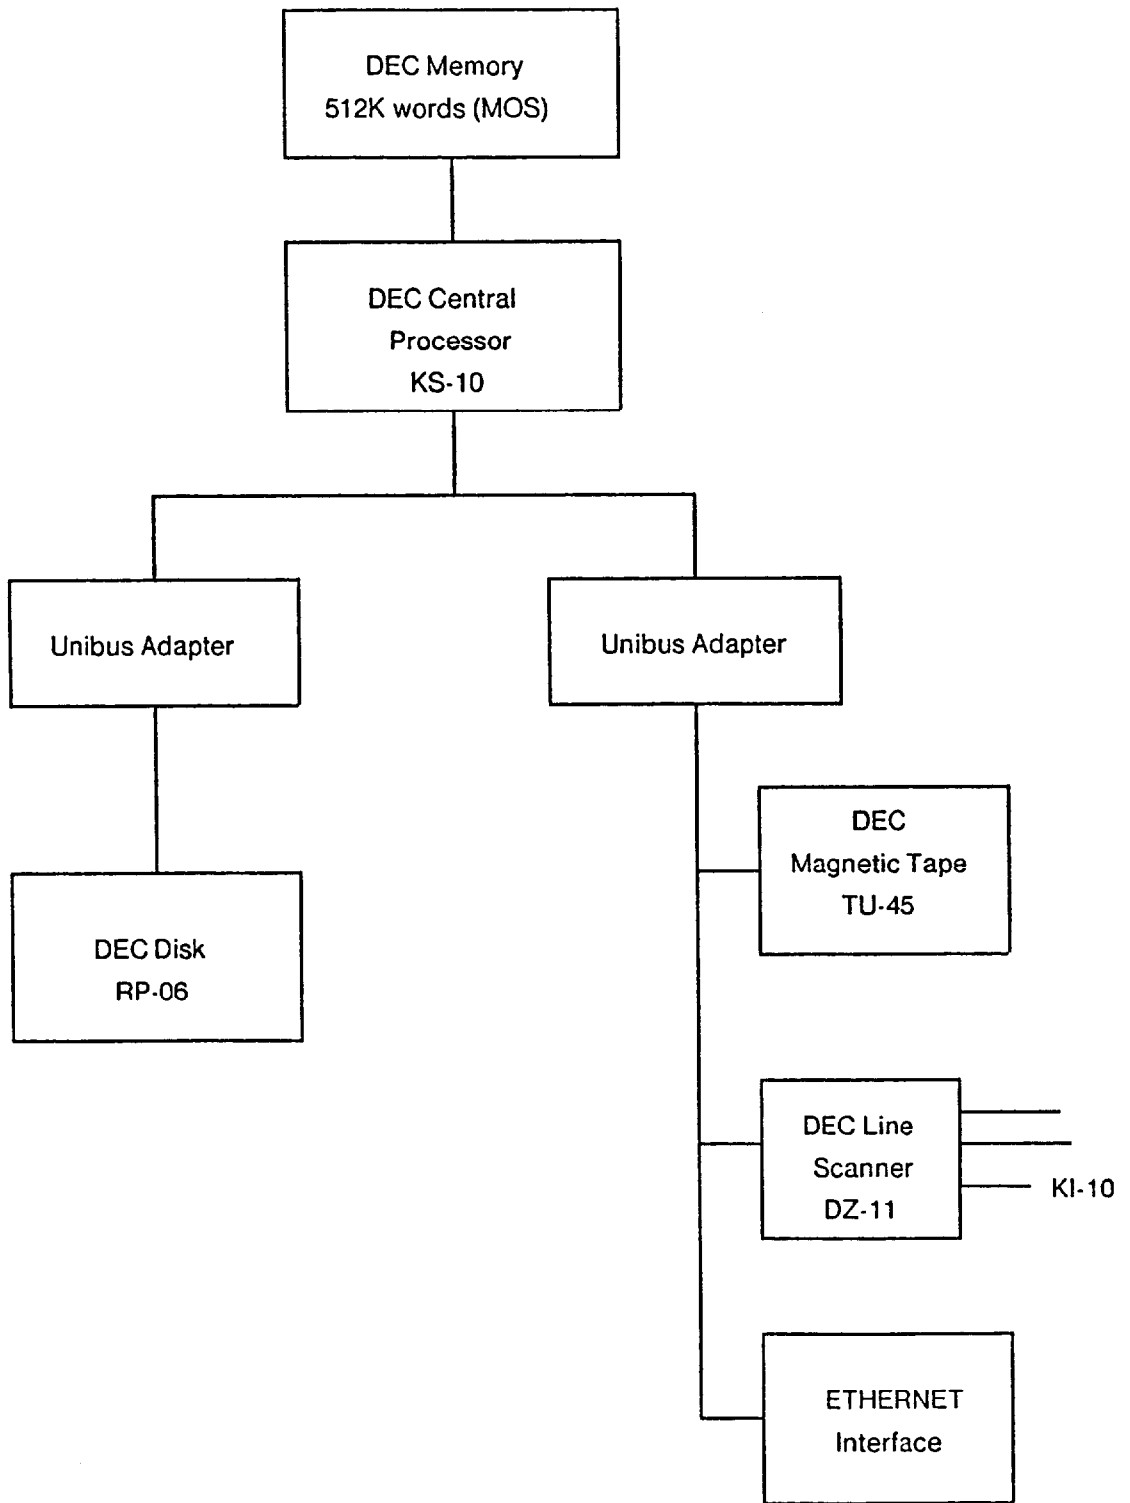 DEC Memory
512K words (MOS)
DEC Central
Processor
KS-10
Unibus Adapter
Unibus Adapter
DEC
Magnetic Tape
TU-45
DEC Disk
RP-06
DEC Line
Scanner
DZ-11
KI-10
ETHERNET
Interface